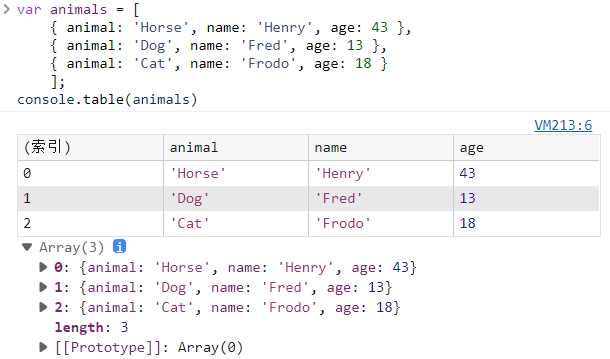 var animals = [
{ animal: 'Horse', name: 'Henry', age: 43 },
{ animal: 'Dog', name: 'Fred', age: 13 },
{ animal: 'Cat', name: 'Frodo', age: 18 }
];
console.table(animals)
VM213:6
(索引) animal name age
0 'Horse' 'Henry' 43
1 'Dog' 'Fred' 13
2 'Cat' 'Frodo' 18
Array(3) i
0: {animal: 'Horse', name: 'Henry', age: 43}
1: {animal: 'Dog', name: 'Fred', age: 13}
2: {animal: 'Cat', name: 'Frodo', age: 18}
length: 3
[[Prototype]]: Array(0)